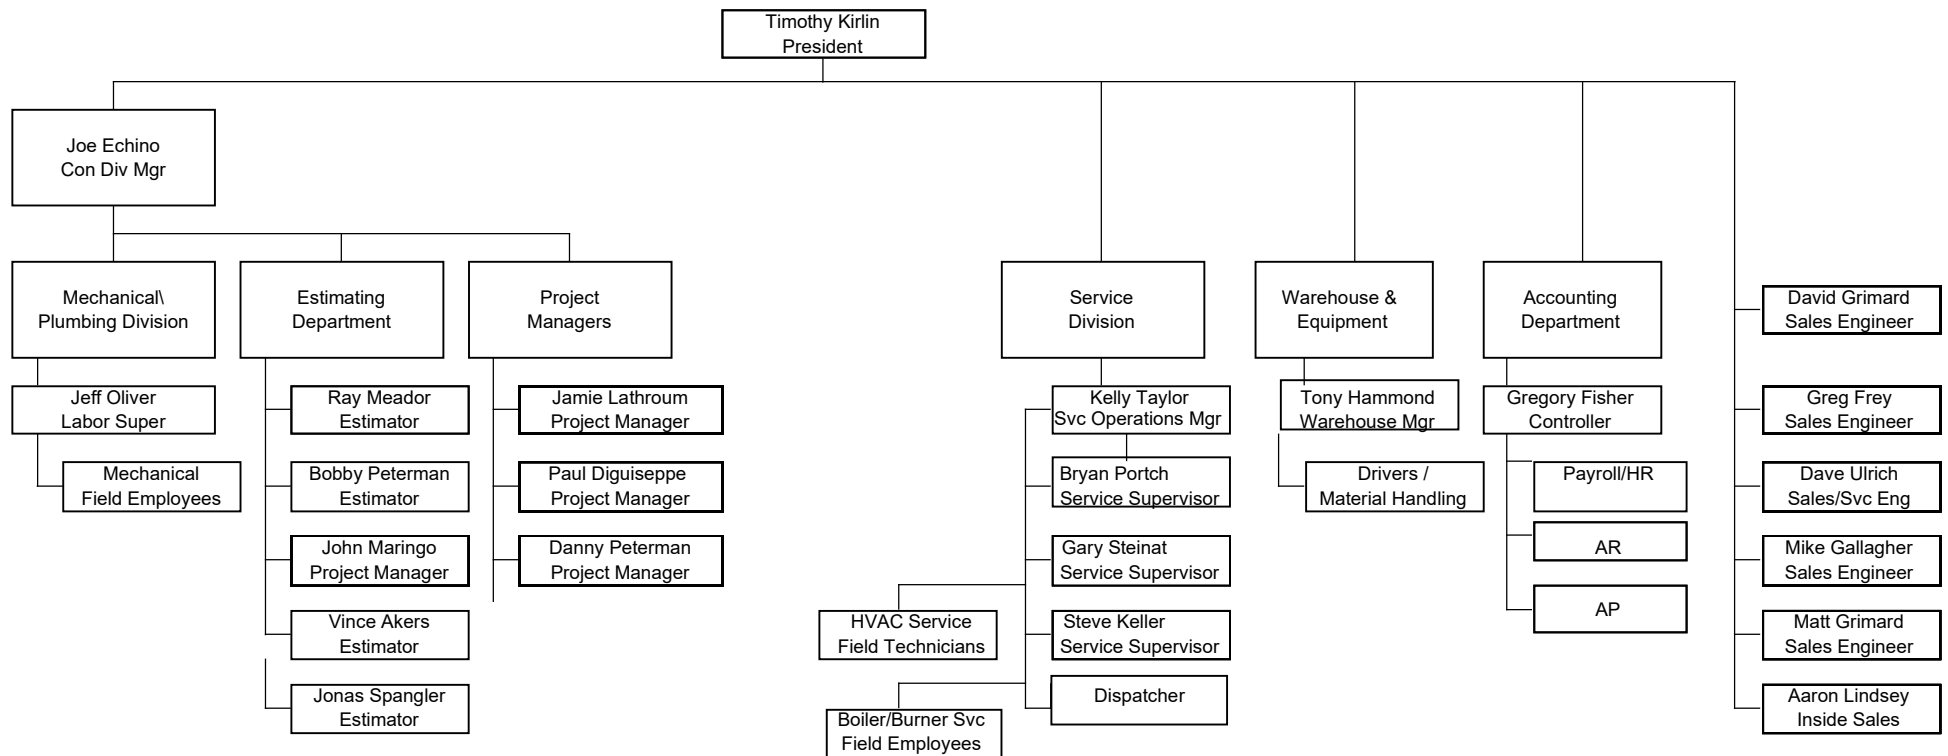 Timothy Kirlin
President
Joe Echino
Con Div Mgr
Mechanical\
Plumbing Division
Estimating
Department
Project
Managers
Service
Division
Warehouse &
Equipment
Accounting
Department
David Grimard
Sales Engineer
Jeff Oliver
Labor Super
Ray Meador
Estimator
Jamie Lathroum
Project Manager
Kelly Taylor
Svc Operations Mgr
Tony Hammond
Warehouse Mgr
Gregory Fisher
Controller
Greg Frey
Sales Engineer
Mechanical
Field Employees
Bobby Peterman
Estimator
Paul Diguiseppe
Project Manager
Bryan Portch
Service Supervisor
Drivers /
Material Handling
Payroll/HR
Dave Ulrich
Sales/Svc Eng
John Maringo
Project Manager
Danny Peterman
Project Manager
Gary Steinat
Service Supervisor
AR
Mike Gallagher
Sales Engineer
Vince Akers
Estimator
HVAC Service
Field Technicians
Steve Keller
Service Supervisor
AP
Matt Grimard
Sales Engineer
Jonas Spangler
Estimator
Boiler/Burner Svc
Field Employees
Dispatcher
Aaron Lindsey
Inside Sales